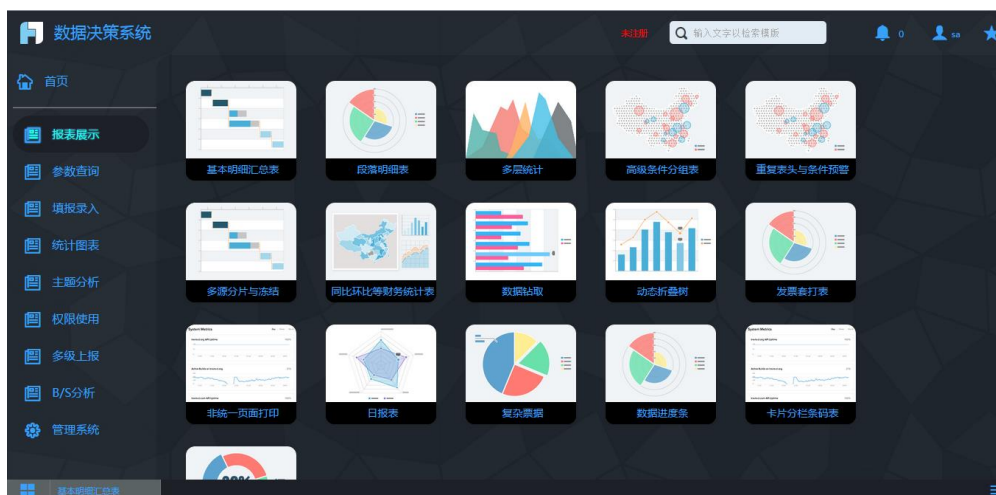 数据决策系统
未注册
输入文字以检索模版
0
sa
首页
报表展示
参数查询
填报录入
统计图表
主题分析
权限使用
多级上报
B/S分析
管理系统
基本明细汇总表
段落明细表
多层统计
高级条件分组表
重复表头与条件预警
多源分片与冻结
同比环比等财务统计表
数据钻取
动态折叠树
发票套打表
System Metrics
System Metrics
非统一页面打印
日报表
复杂票据
数据进度条
卡片分栏条码表
基本明细汇总表